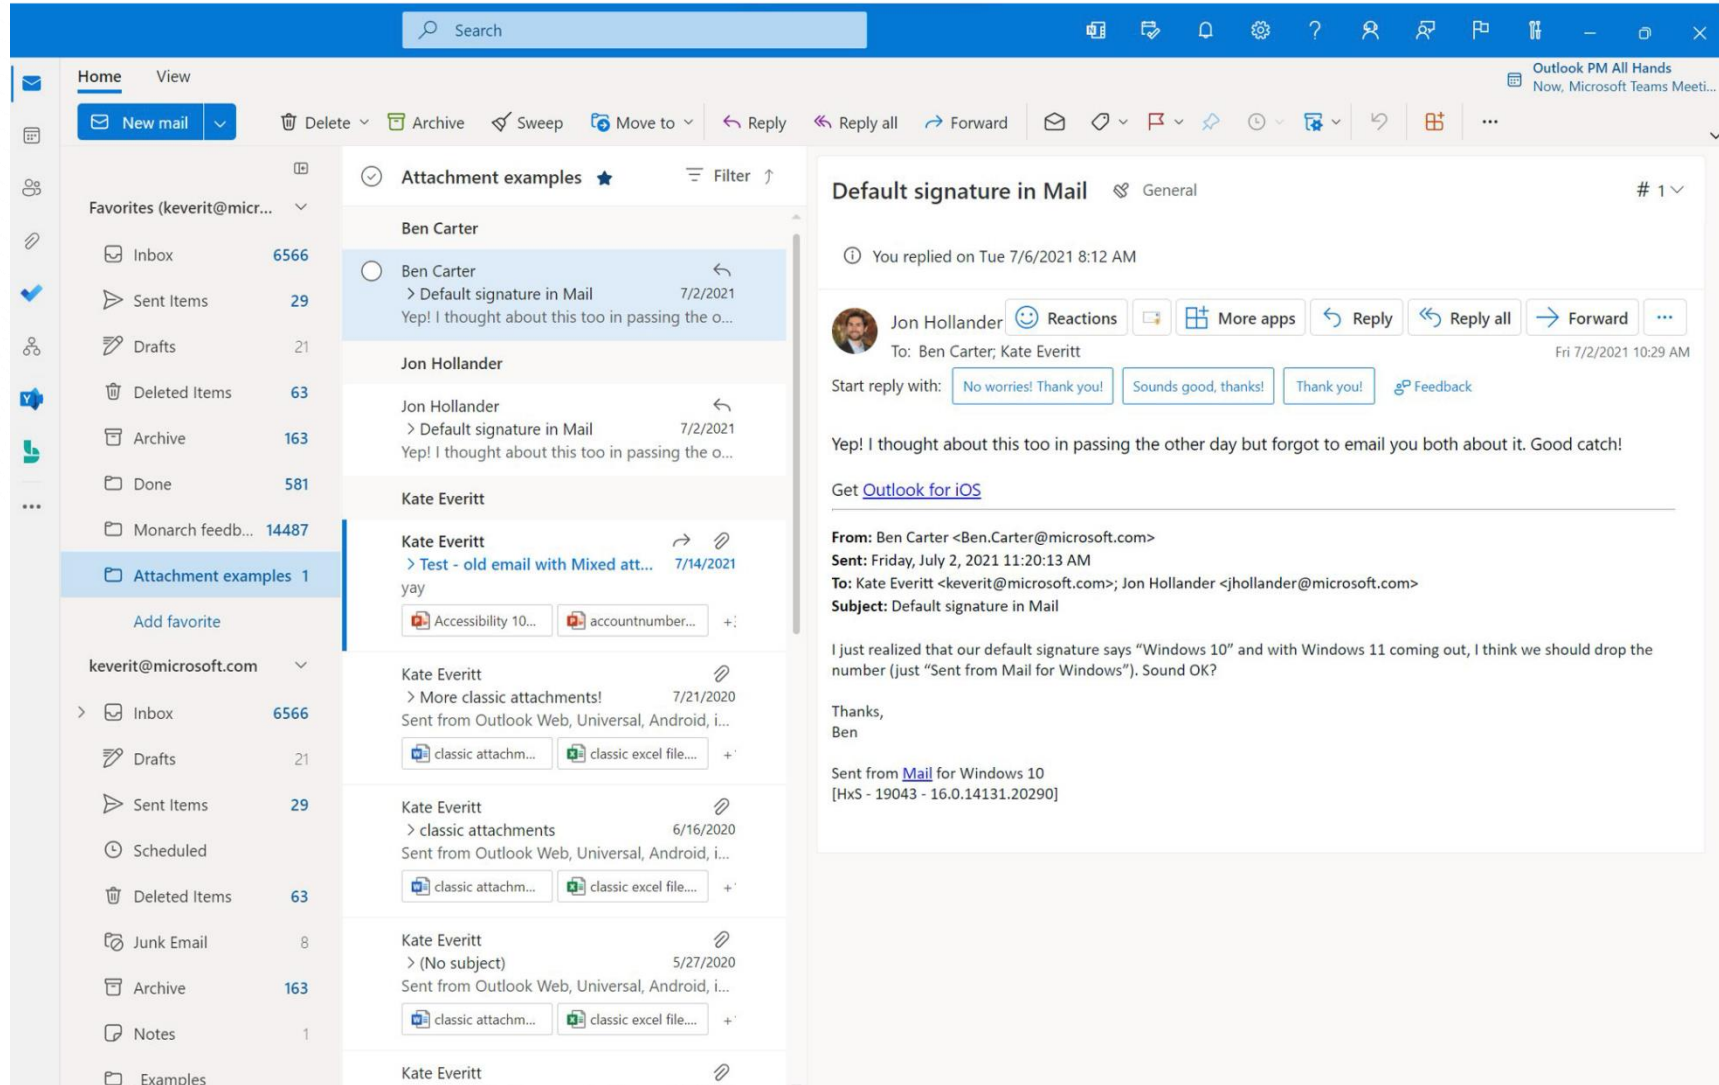 Search
Outlook PM All Hands
Now, Microsoft Teams Meeti...
Home View
New mail Delete Archive Sweep Move to Reply Reply all Forward ...
Favorites (keverit@micr...
Inbox 6566
Sent Items 29
Drafts 21
Deleted Items 63
Archive 163
Done 581
Monarch feedb... 14487
Attachment examples 1
Add favorite
keverit@microsoft.com
Inbox 6566
Drafts 21
Sent Items 29
Scheduled
Deleted Items 63
Junk Email 8
Archive 163
Notes 1
Examples
Attachment examples Filter
Ben Carter
Ben Carter
> Default signature in Mail 7/2/2021
Yep! I thought about this too in passing the o...
Jon Hollander
Jon Hollander
> Default signature in Mail 7/2/2021
Yep! I thought about this too in passing the o...
Kate Everitt
Kate Everitt
> Test - old email with Mixed att... 7/14/2021
yay
Accessibility 10... accountnumber...
Kate Everitt
> More classic attachments! 7/21/2020
Sent from Outlook Web, Universal, Android, i...
classic attachm... classic excel file....
Kate Everitt
> classic attachments 6/16/2020
Sent from Outlook Web, Universal, Android, i...
classic attachm... classic excel file....
Kate Everitt
> (No subject) 5/27/2020
Sent from Outlook Web, Universal, Android, i...
classic attachm... classic excel file....
Kate Everitt
Default signature in Mail General # 1
You replied on Tue 7/6/2021 8:12 AM
Jon Hollander Reactions More apps Reply Reply all Forward ...
To: Ben Carter; Kate Everitt Fri 7/2/2021 10:29 AM
Start reply with: No worries! Thank you! Sounds good, thanks! Thank you! Feedback
Yep! I thought about this too in passing the other day but forgot to email you both about it. Good catch!
Get Outlook for iOS
From: Ben Carter <Ben.Carter@microsoft.com>
Sent: Friday, July 2, 2021 11:20:13 AM
To: Kate Everitt <keverit@microsoft.com>; Jon Hollander <jhollander@microsoft.com>
Subject: Default signature in Mail
I just realized that our default signature says “Windows 10” and with Windows 11 coming out, I think we should drop the
number (just “Sent from Mail for Windows”). Sound OK?
Thanks,
Ben
Sent from Mail for Windows 10
[HxS - 19043 - 16.0.14131.20290]